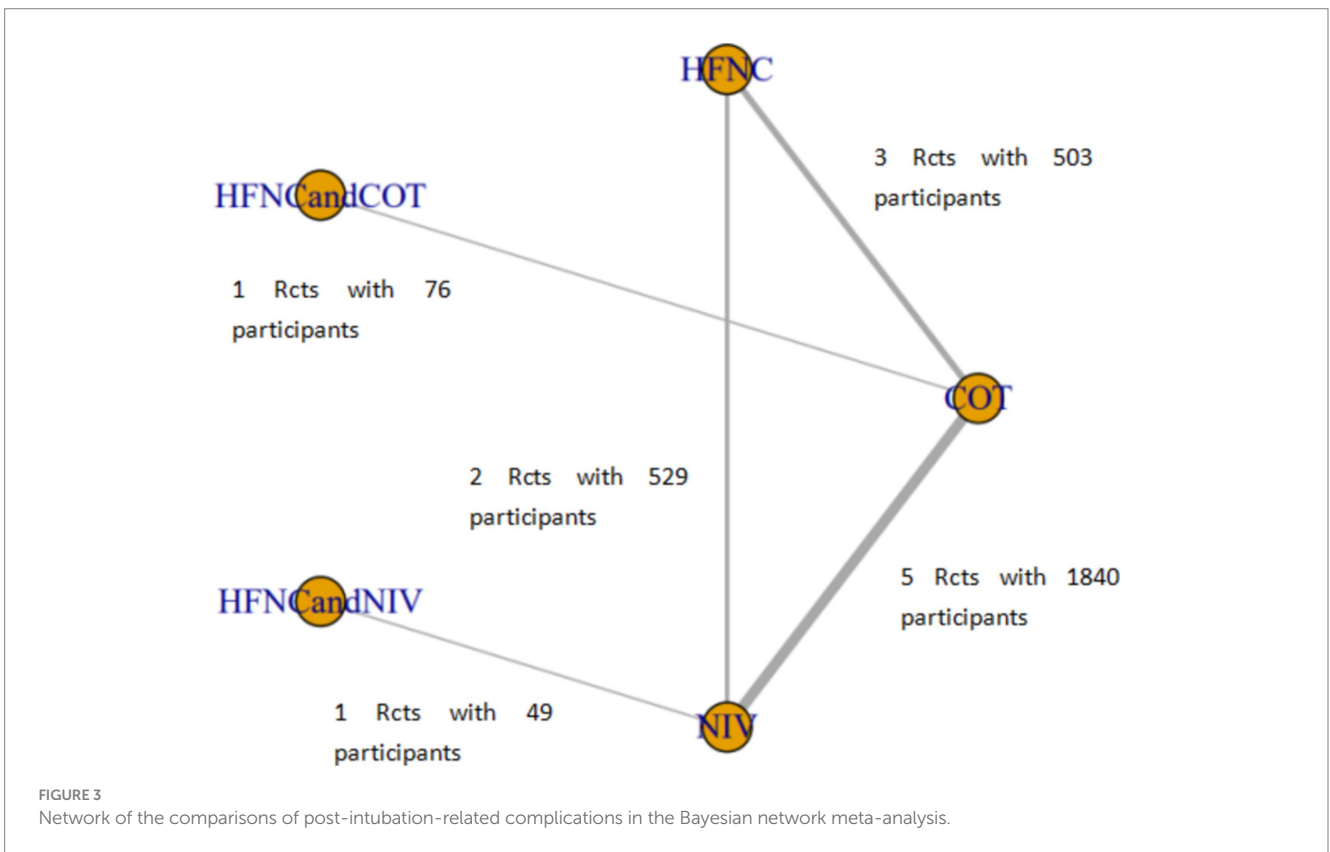 HFNC
3 Rcts with 503
participants
HFNCandCOT
1 Rcts with 76
participants
COT
2 Rcts with 529
participants
5 Rcts with 1840
participants
HFNCandNIV
1 Rcts with 49
participants
NIV
FIGURE 3
Network of the comparisons of post-intubation-related complications in the Bayesian network meta-analysis.